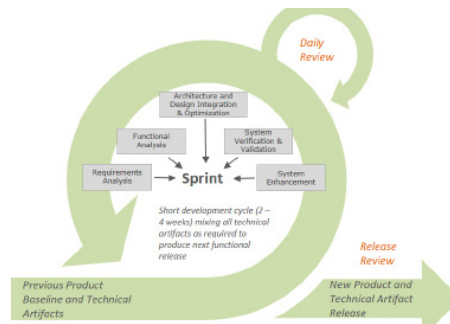 Daily
Review
Architecture and
Design Integration
& Optimization
Functional
Analysis
System
Verification &
Validation
Requirements
Analysis
Sprint
System
Enhancement
Short development cycle (2 –
4 weeks) mixing all technical
artifacts as required to
produce next functional
release
Release
Review
Previous Product
Baseline and Technical
Artifacts
New Product and
Technical Artifact
Release